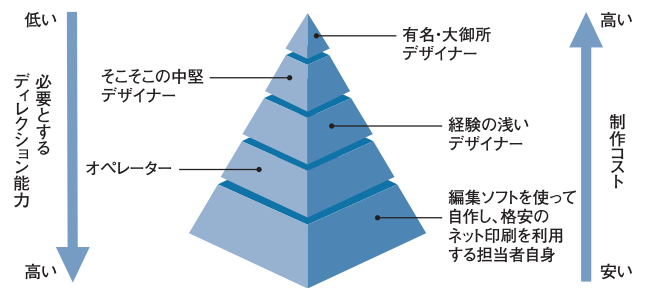 低い
必要とする
ディレクション能力
高い
有名・大御所
デザイナー
そこそこの中堅
デザイナー
経験の浅い
デザイナー
オペレーター
編集ソフトを使って
自作し、格安の
ネット印刷を利用
する担当者自身
高い
制作コスト
安い